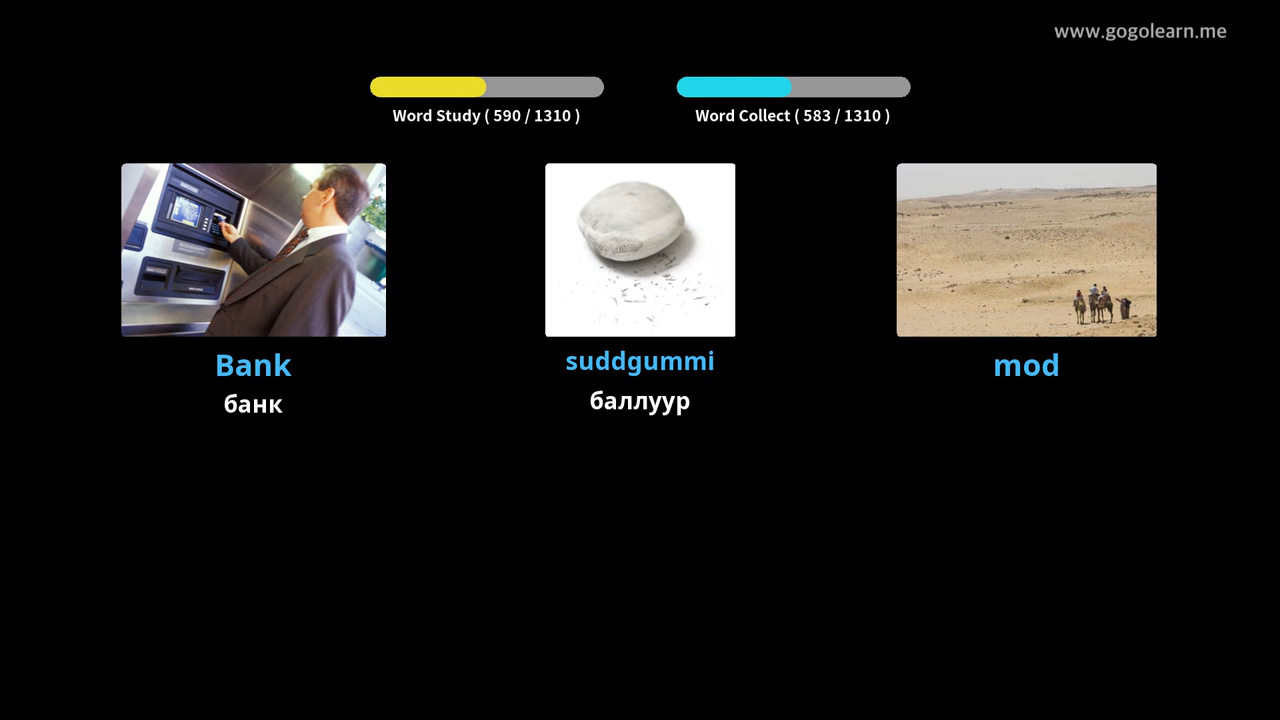 www.gogolearn.me
Word Study ( 590 / 1310 )
Word Collect ( 583 / 1310 )
Bank
банк
suddgummi
баллуур
mod